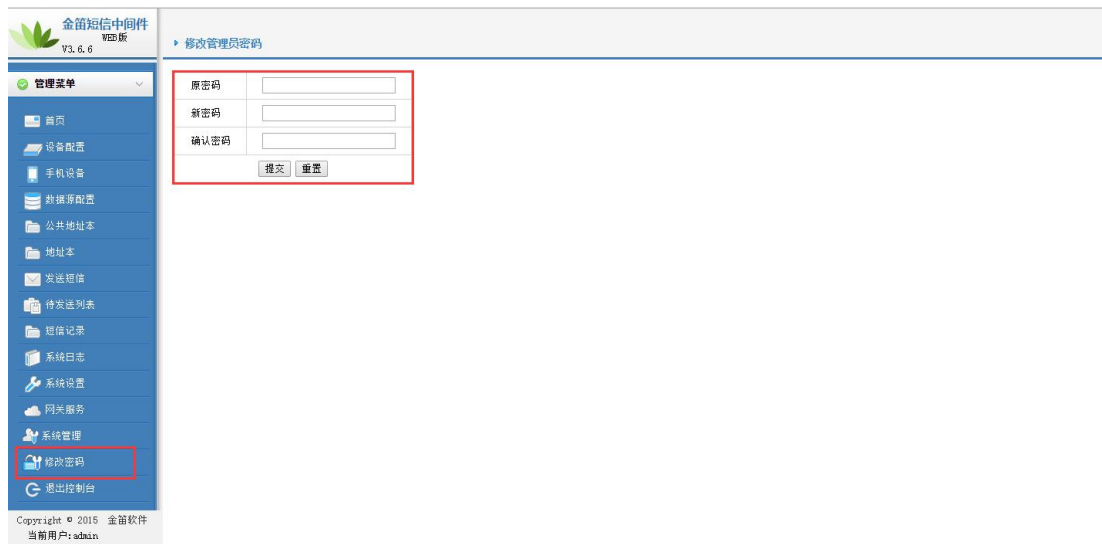 金笛短信中间件
WEB版
V3.6.6
修改管理员密码
管理菜单
首页
设备配置
手机设备
数据源配置
公共地址本
地址本
发送短信
待发送列表
短信记录
系统日志
系统设置
网关服务
系统管理
修改密码
退出控制台
原密码
新密码
确认密码
提交 重置
Copyright © 2015 金笛软件
当前用户:admin